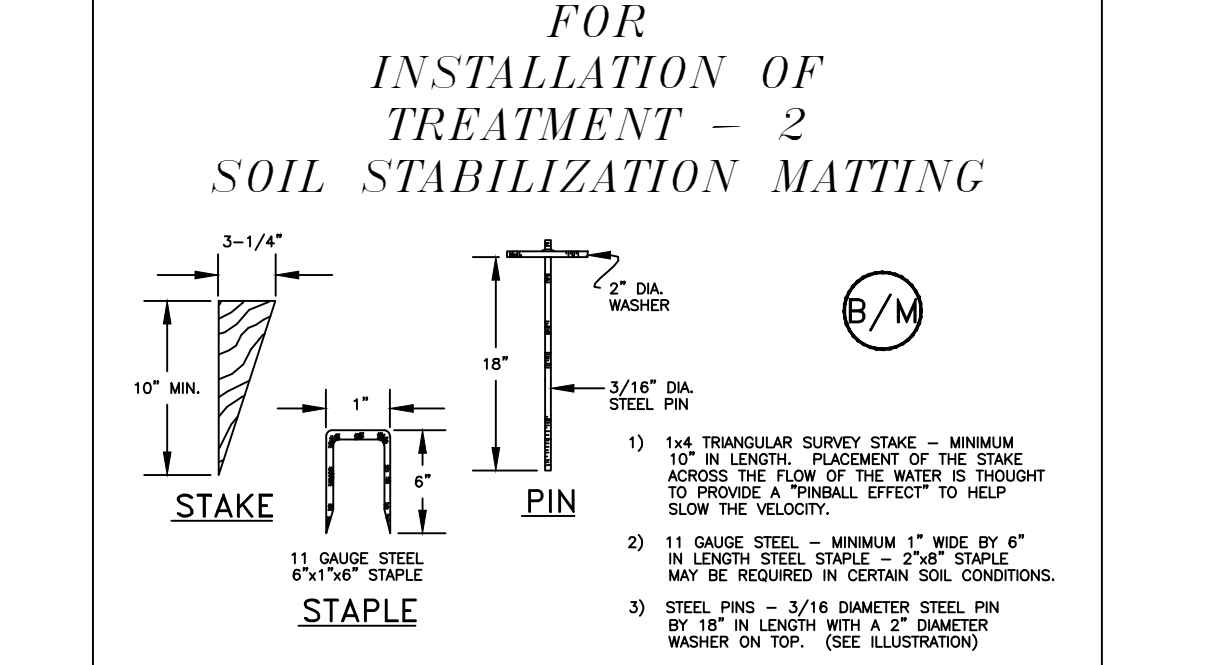 FOR
INSTALLATION OF
TREATMENT – 2
SOIL STABILIZATION MATTING
3–1/4"
10" MIN.
STAKE
1"
6"
11 GAUGE STEEL
6"x1"x6" STAPLE
STAPLE
18"
2" DIA.
WASHER
3/16" DIA.
STEEL PIN
PIN
B/M
1) 1x4 TRIANGULAR SURVEY STAKE – MINIMUM
10" IN LENGTH. PLACEMENT OF THE STAKE
ACROSS THE FLOW OF THE WATER IS THOUGHT
TO PROVIDE A "PINBALL EFFECT" TO HELP
SLOW THE VELOCITY.
2) 11 GAUGE STEEL – MINIMUM 1" WIDE BY 6"
IN LENGTH STEEL STAPLE – 2"x8" STAPLE
MAY BE REQUIRED IN CERTAIN SOIL CONDITIONS.
3) STEEL PINS – 3/16 DIAMETER STEEL PIN
BY 18" IN LENGTH WITH A 2" DIAMETER
WASHER ON TOP. (SEE ILLUSTRATION)